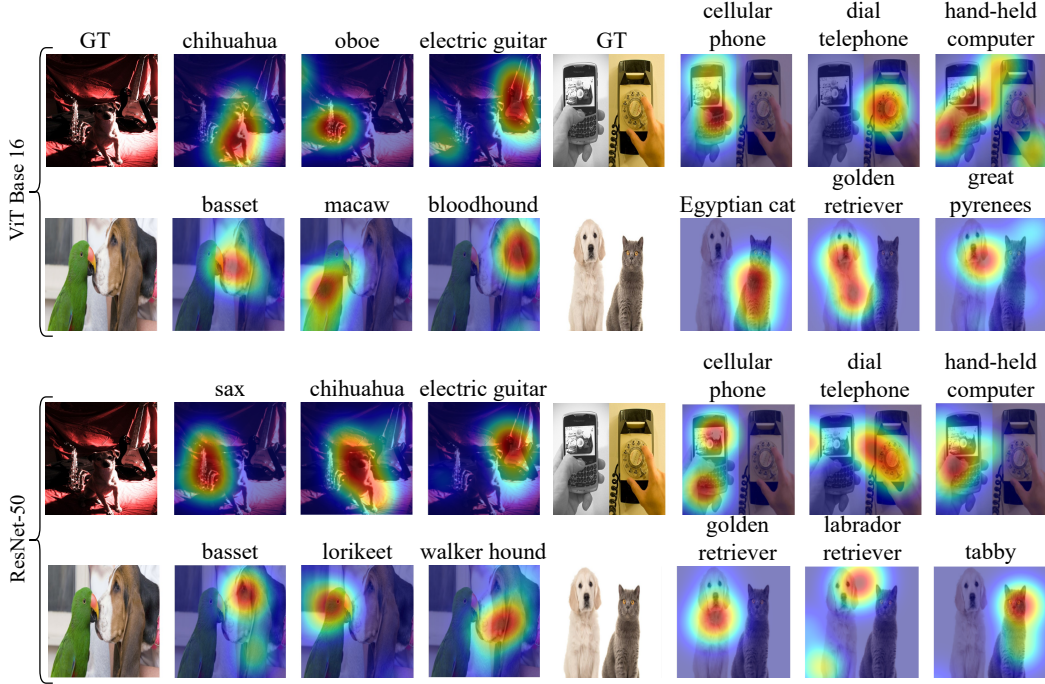 cellular dial hand-held
GT chihuahua oboe electric guitar GT phone telephone computer
ViT Base 16
golden great
basset macaw bloodhound Egyptian cat retriever pyrenees
cellular dial hand-held
sax chihuahua electric guitar phone telephone computer
ResNet-50
golden labrador
basset lorikeet walker hound retriever retriever tabby